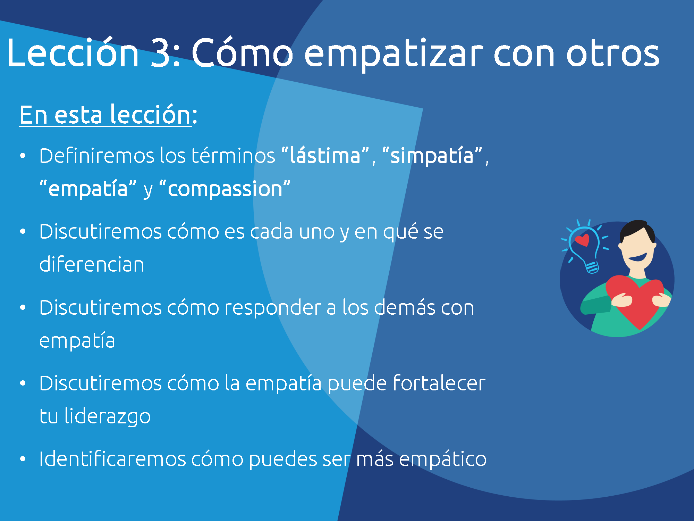 Lección 3: Cómo empatizar con otros
En esta lección:
• Definiremos los términos “lástima”, “simpatía”,
“empatía” y “compassion”
• Discutiremos cómo es cada uno y en qué se
diferencian
• Discutiremos cómo responder a los demás con
empatía
• Discutiremos cómo la empatía puede fortalecer
tu liderazgo
• Identificaremos cómo puedes ser más empático